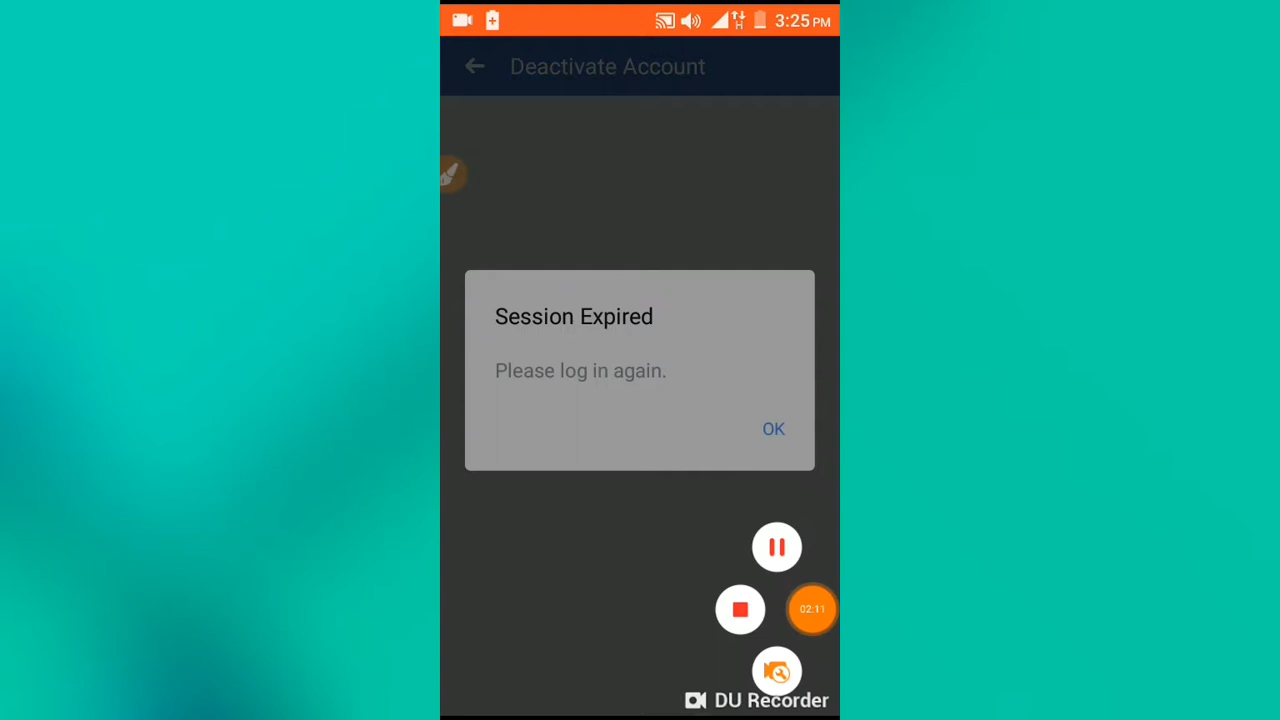 3:25 PM
Deactivate Account
Session Expired
Please log in again.
OK
02:11
DU Recorder